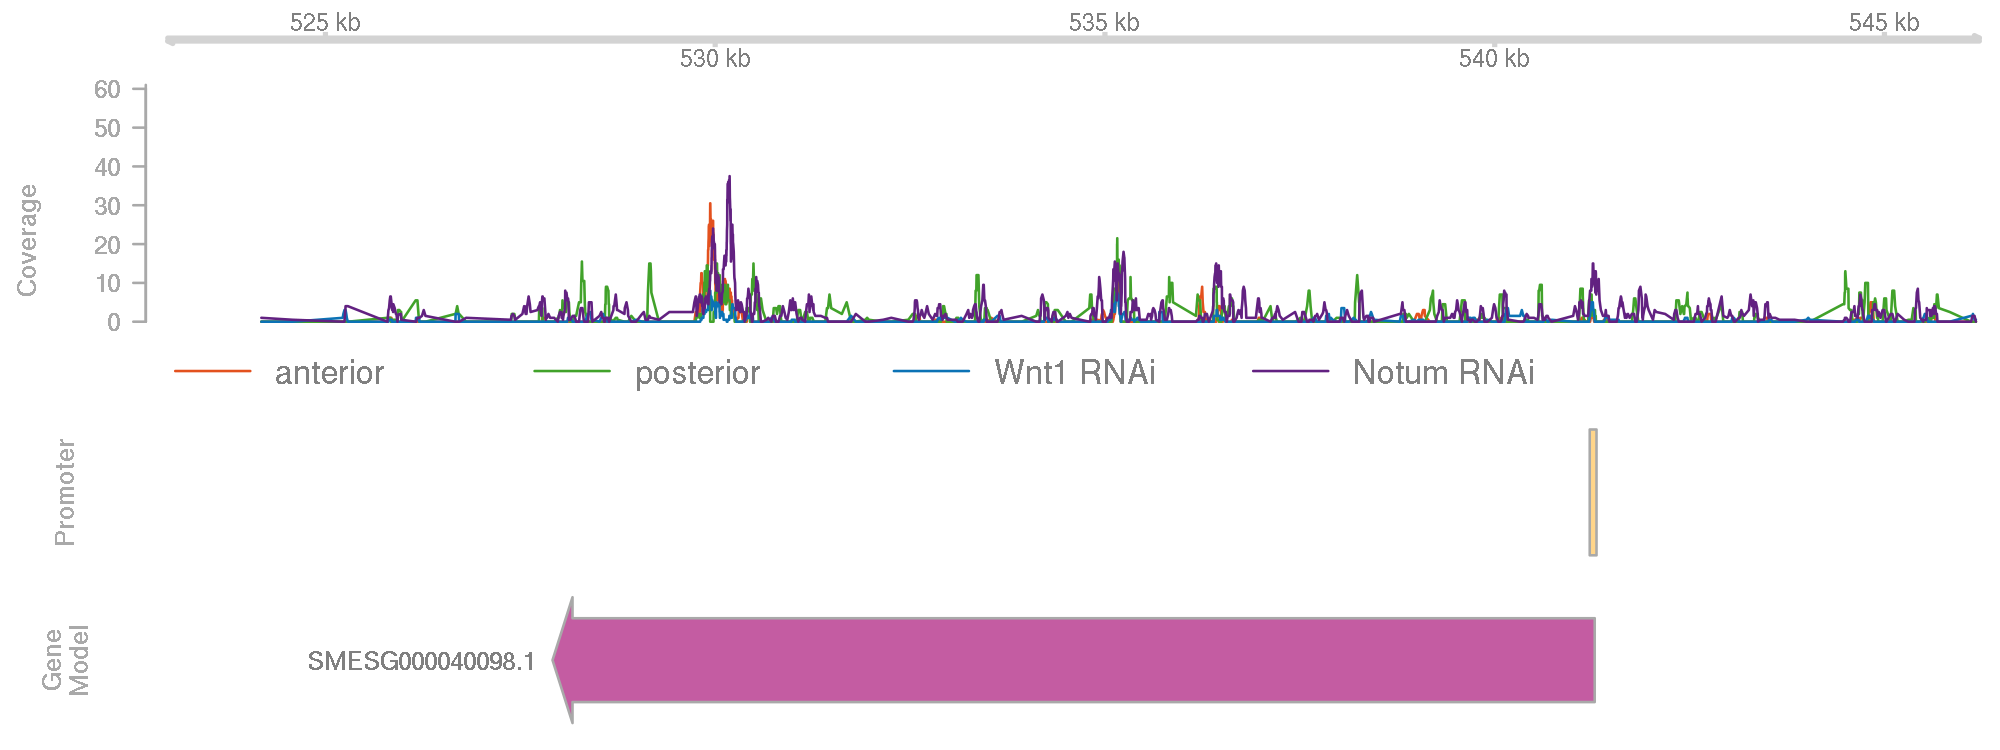 525 kb 535 kb 545 kb
530 kb 540 kb
60
50
40
30
20
10
0
Coverage
anterior posterior Wnt1 RNAi Notum RNAi
Promoter
Gene
Model
SMESG000040098.1